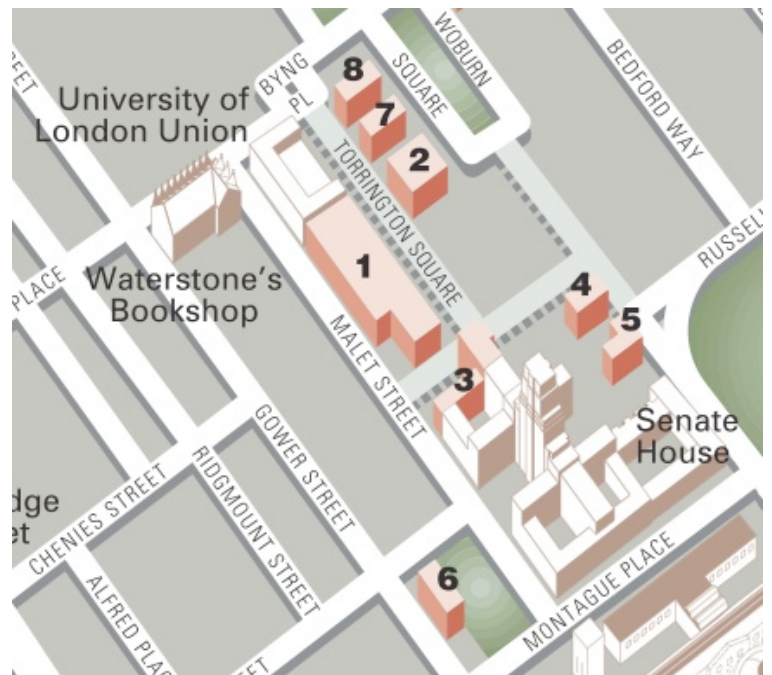 BYNG
PL
WOBURN
SQUARE
BEDFORD WAY
8
7
2
University of
London Union
TORRINGTON SQUARE
RUSSELL
PLACE
Waterstone's
Bookshop
1
4
5
MALET STREET
3
Senate
House
GOWER STREET
RIDGMOUNT STREET
CHENIES STREET
ALFRED PLAC
6
MONTAGUE PLACE